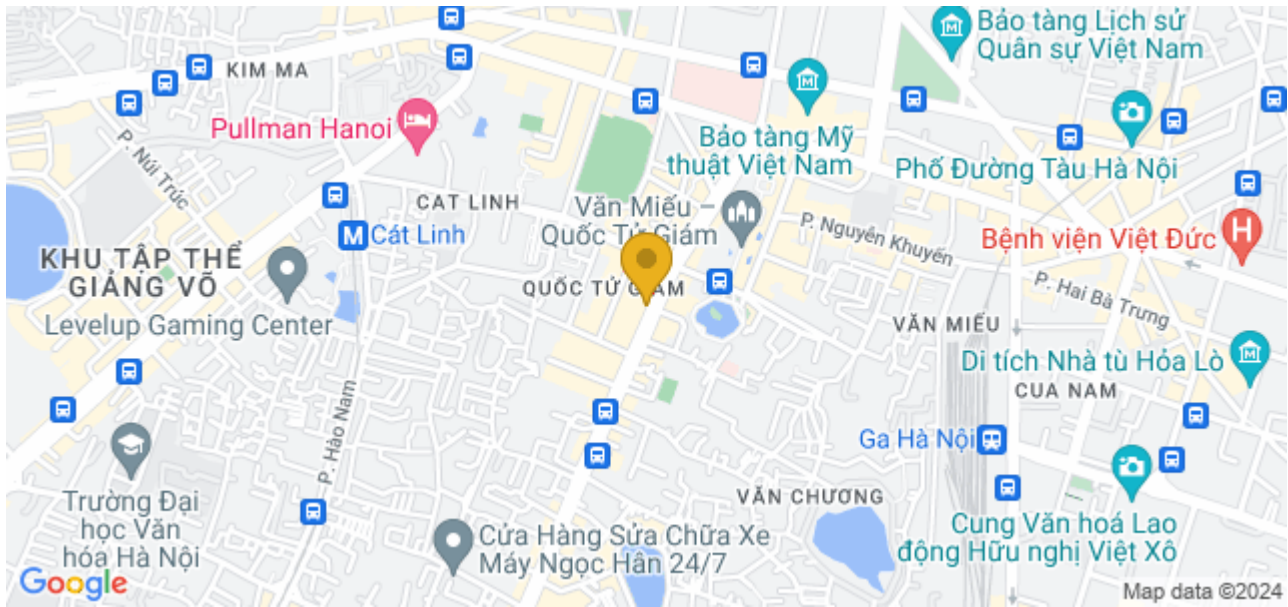 Bảo tàng Lịch sử
Quân sự Việt Nam
KIM MA
Pullman Hanoi
Bảo tàng Mỹ
thuật Việt Nam
Phố Đường Tàu Hà Nội
P. Núi Trúc
CAT LINH
Văn Miếu –
Quốc Tử Giám
P. Nguyên Khuyến
Bệnh viện Việt Đức
M
Cát Linh
H
KHU TẬP THỂ
GIẢNG VÕ
QUỐC TỬ GIÁM
P. Hai Bà Trưng
Levelup Gaming Center
VĂN MIẾU
Di tích Nhà tù Hỏa Lò
CUA NAM
P. Hào Nam
Ga Hà Nội
Trường Đại
học Văn
hóa Hà Nội
VĂN CHƯƠNG
Cửa Hàng Sửa Chữa Xe
Máy Ngọc Hân 24/7
Cung Văn hoá Lao
động Hữu nghị Việt Xô
Google
Map data ©2024